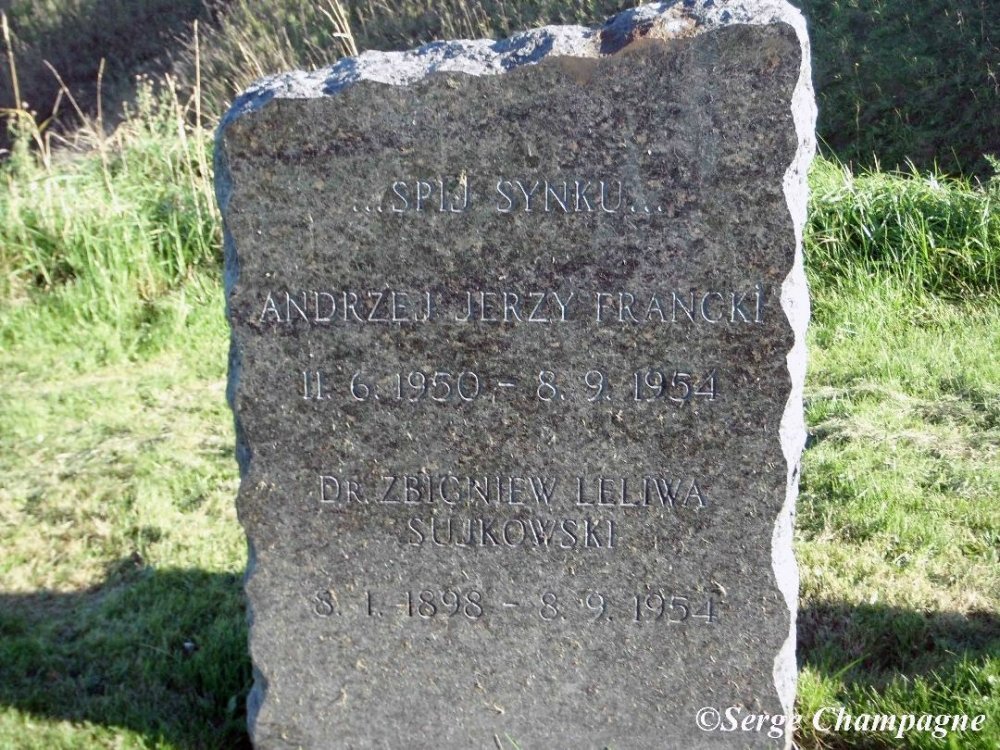 ...SPIJ SYNKU...
ANDRZEJ JERZY FRANCKI
11. 6. 1950 - 8. 9. 1954
DR. ZBIGNIEW LELIWA
SUJKOWSKI
8. 1. 1898 - 8. 9. 1954
©Serge Champagne